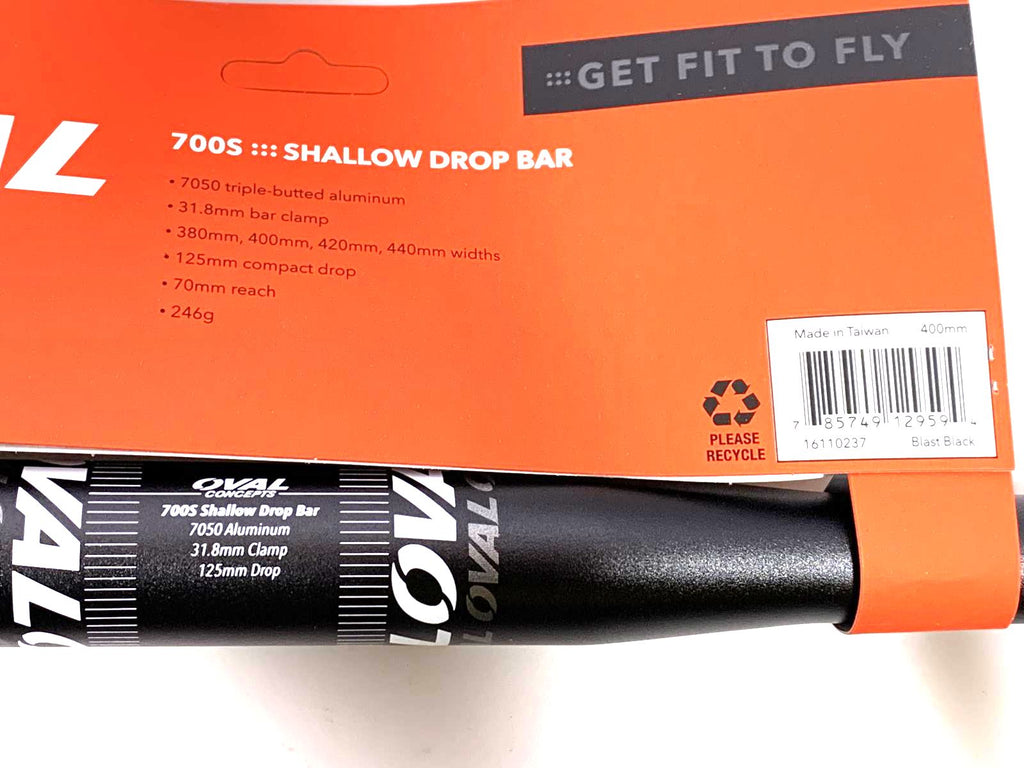 ::: GET FIT TO FLY
700S ::: SHALLOW DROP BAR
• 7050 triple-butted aluminum
• 31.8mm bar clamp
• 380mm, 400mm, 420mm, 440mm widths
• 125mm compact drop
• 70mm reach
• 246g
Made in Taiwan 400mm
7 85749 12959 4
16110237 Blast Black
PLEASE
RECYCLE
OVAL
CONCEPTS
700S Shallow Drop Bar
7050 Aluminum
31.8mm Clamp
125mm Drop
OVAL
OVAL